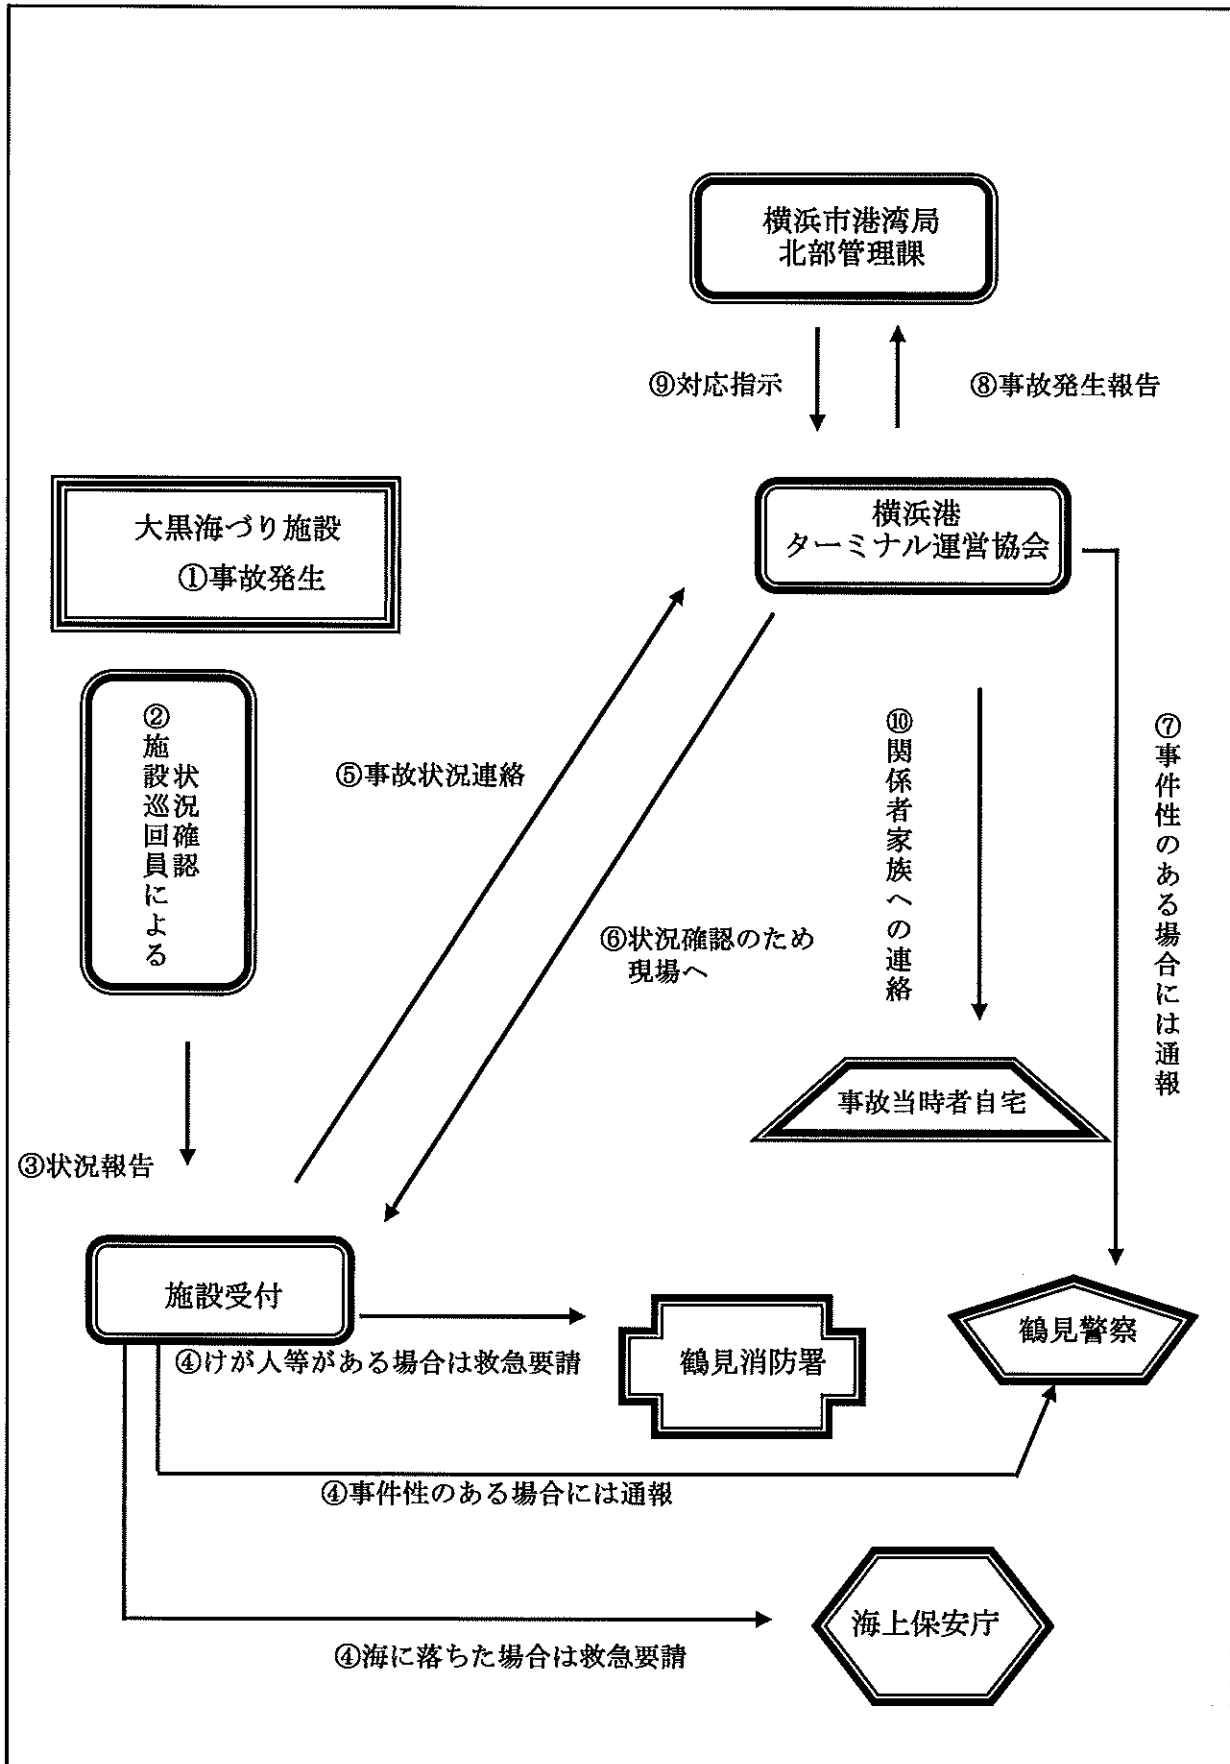 横浜市港湾局
北部管理課
⑨対応指示
⑧事故発生報告
大黒海づり施設
①事故発生
横浜港
ターミナル運営協会
②施設巡回員による
状況確認
⑤事故状況連絡
⑥状況確認のため
現場へ
⑩関係者家族への連絡
⑦事件性のある場合には通報
事故当時者自宅
③状況報告
施設受付
④けが人等がある場合は救急要請
鶴見消防署
鶴見警察
④事件性のある場合には通報
海上保安庁
④海に落ちた場合は救急要請